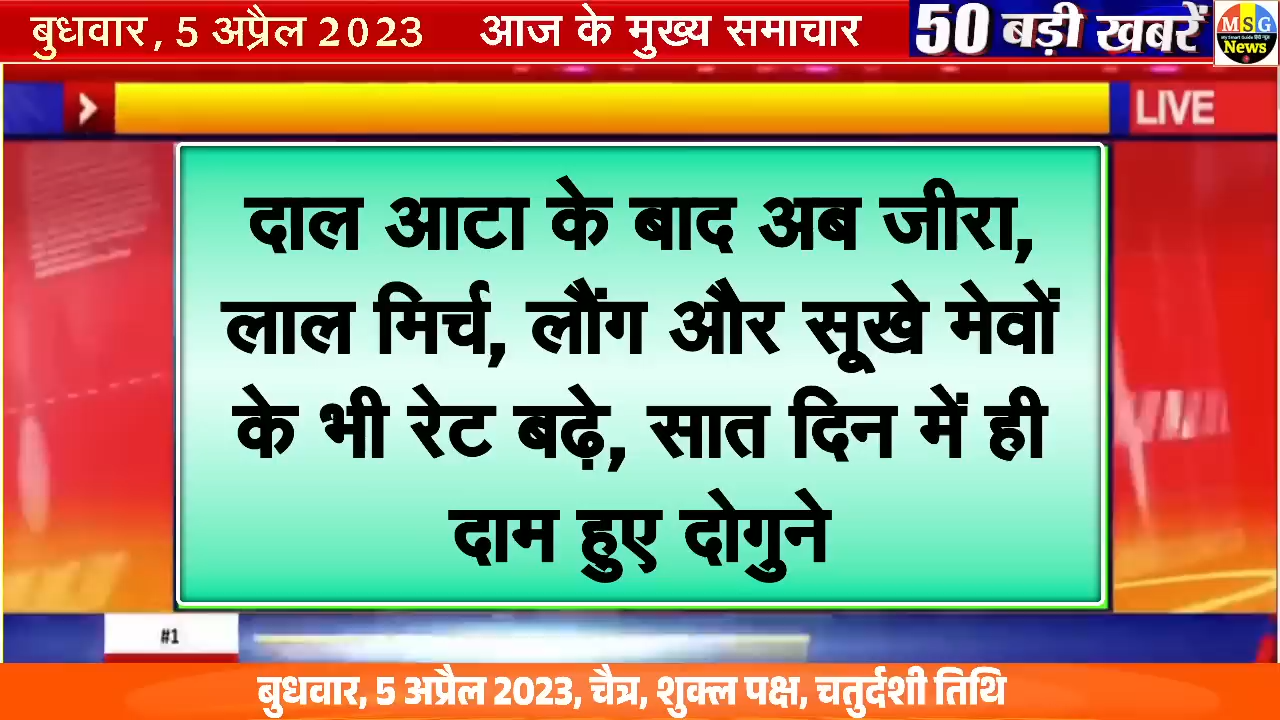 बुधवार, 5 अप्रैल 2023 आज के मुख्य समाचार 50 बड़ी खबरें MSG
News
LIVE
दाल आटा के बाद अब जीरा,
लाल मिर्च, लौंग और सूखे मेवों
के भी रेट बढ़े, सात दिन में ही
दाम हुए दोगुने
#1
बुधवार, 5 अप्रैल 2023, चैत्र, शुक्ल पक्ष, चतुर्दशी तिथि